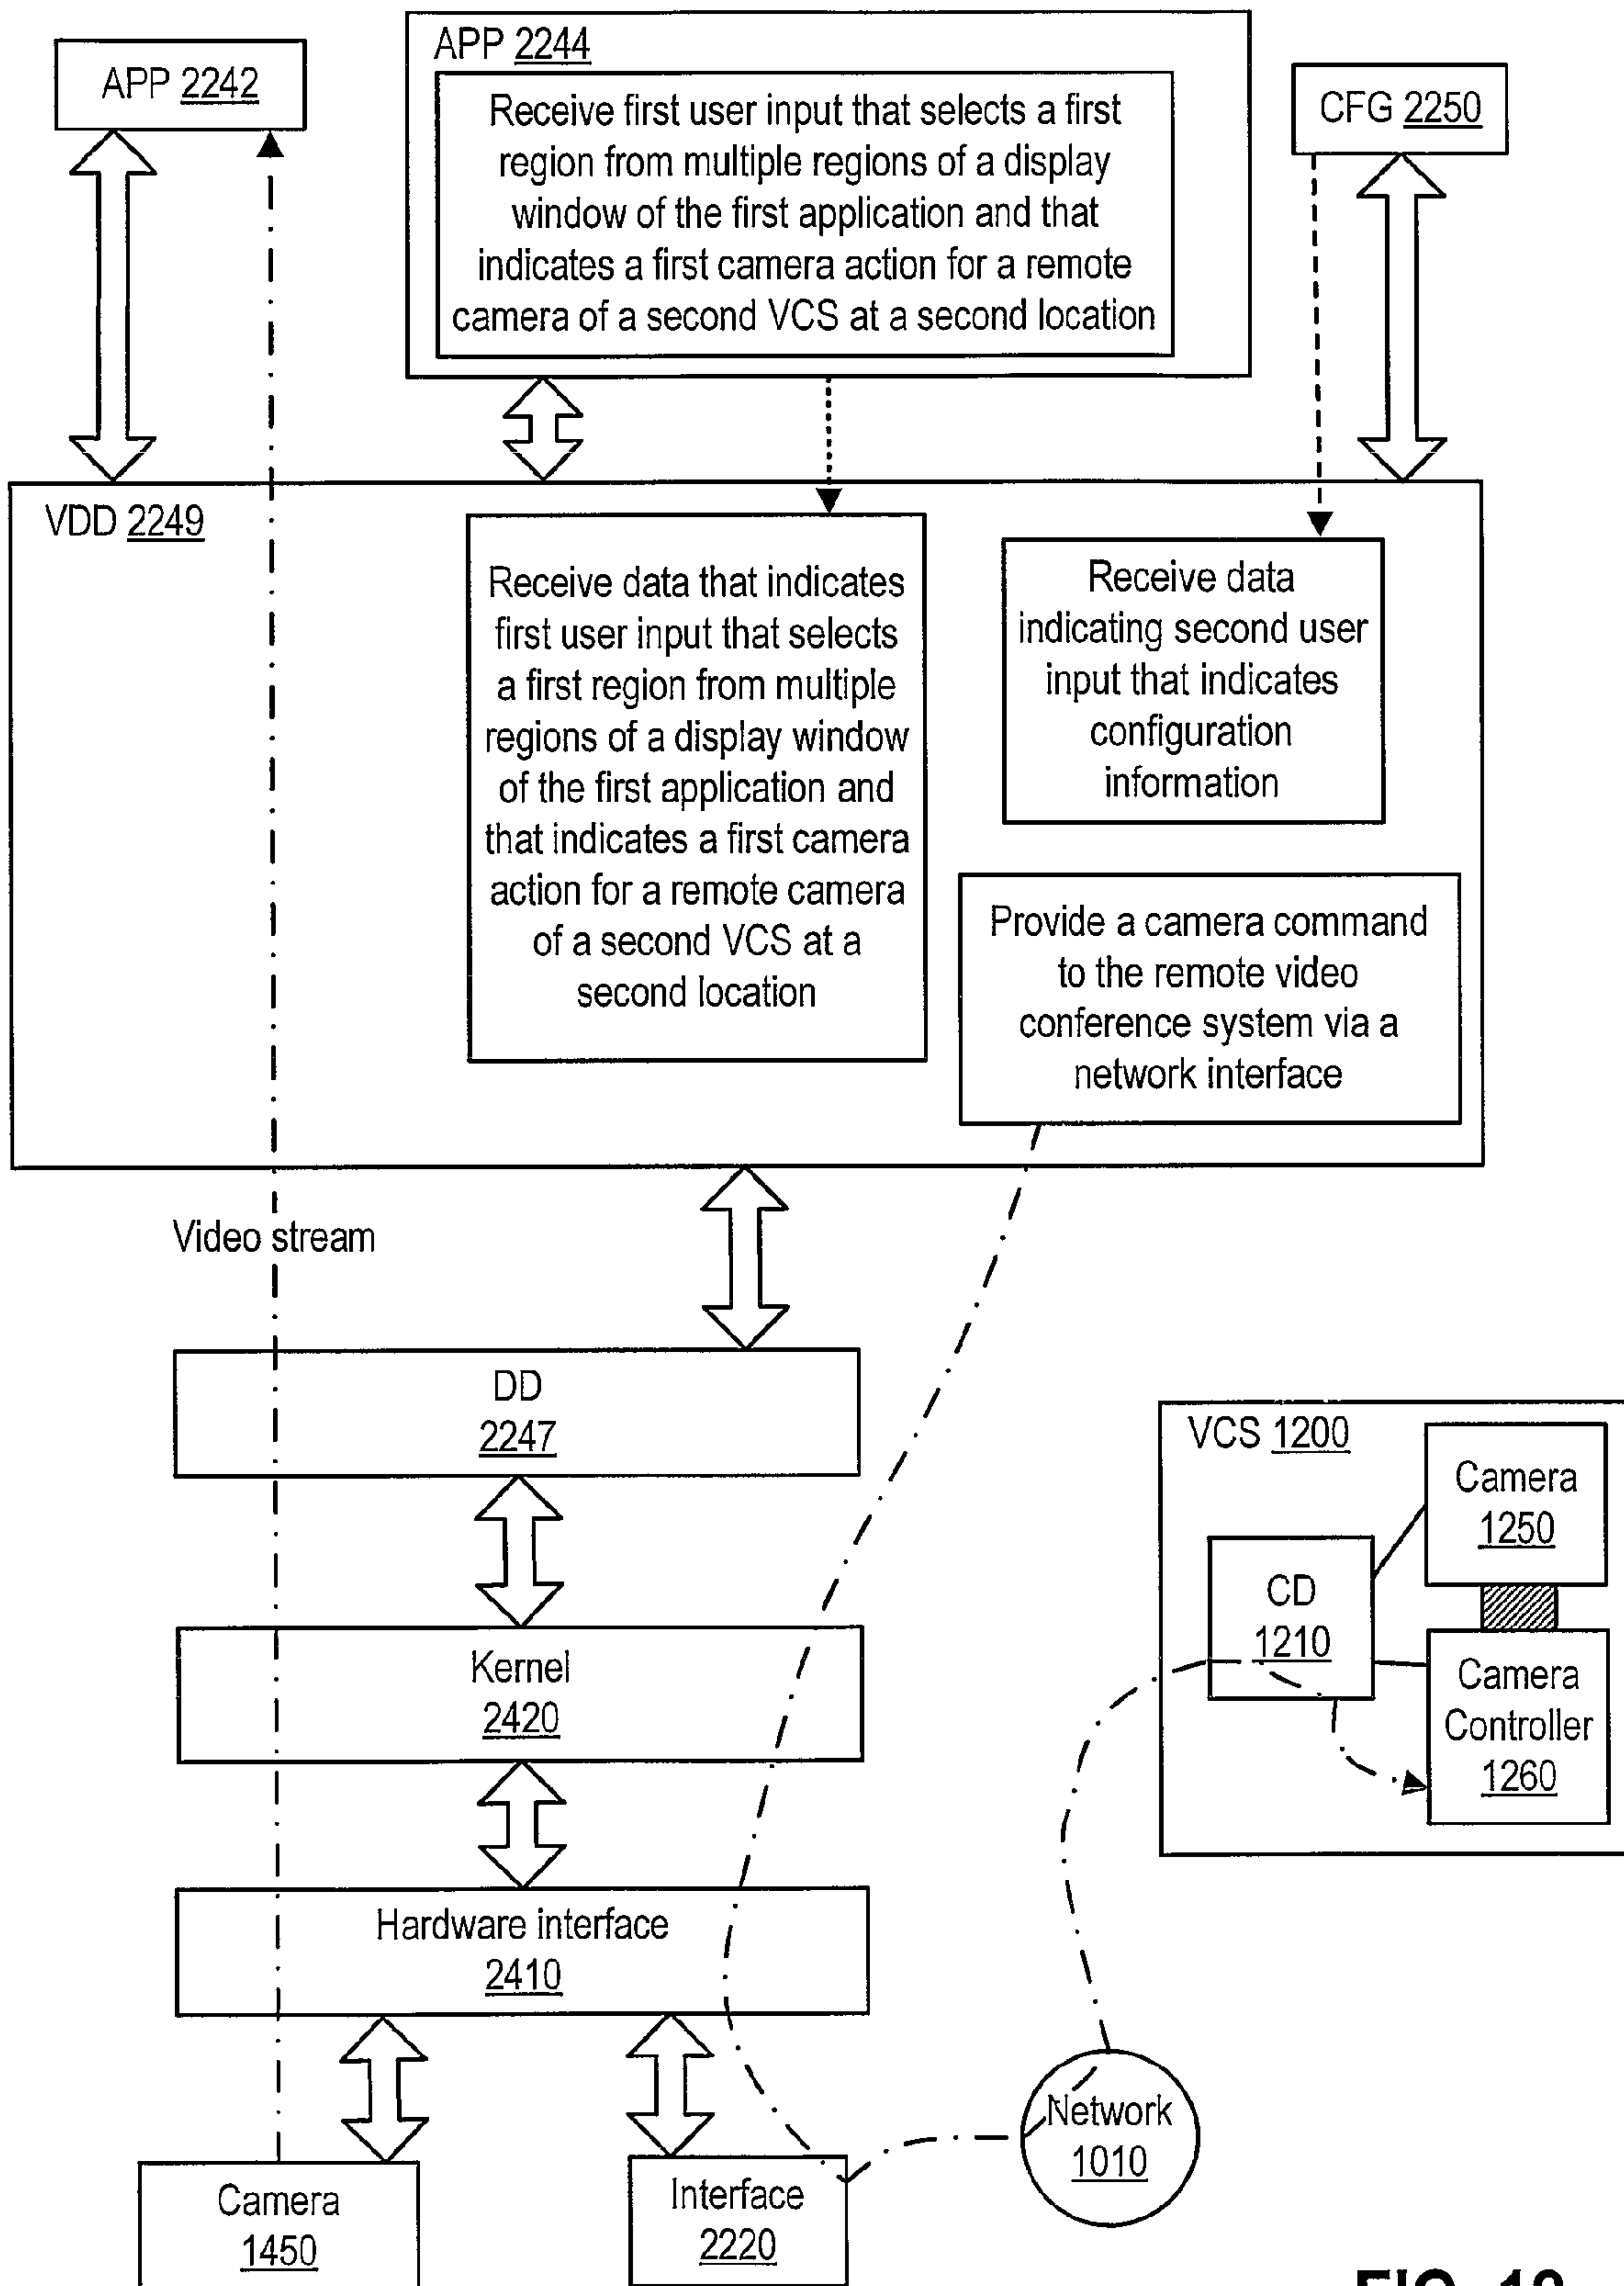 APP 2242
APP 2244
Receive first user input that selects a first
region from multiple regions of a display
window of the first application and that
indicates a first camera action for a remote
camera of a second VCS at a second location
CFG 2250
VDD 2249
Receive data that indicates
first user input that selects
a first region from multiple
regions of a display window
of the first application and
that indicates a first camera
action for a remote camera
of a second VCS at a
second location
Receive data
indicating second user
input that indicates
configuration
information
Provide a camera command
to the remote video
conference system via a
network interface
Video stream
DD
2247
Kernel
2420
Hardware interface
2410
Camera
1450
Interface
2220
Network
1010
VCS 1200
CD
1210
Camera
1250
Camera
Controller
1260